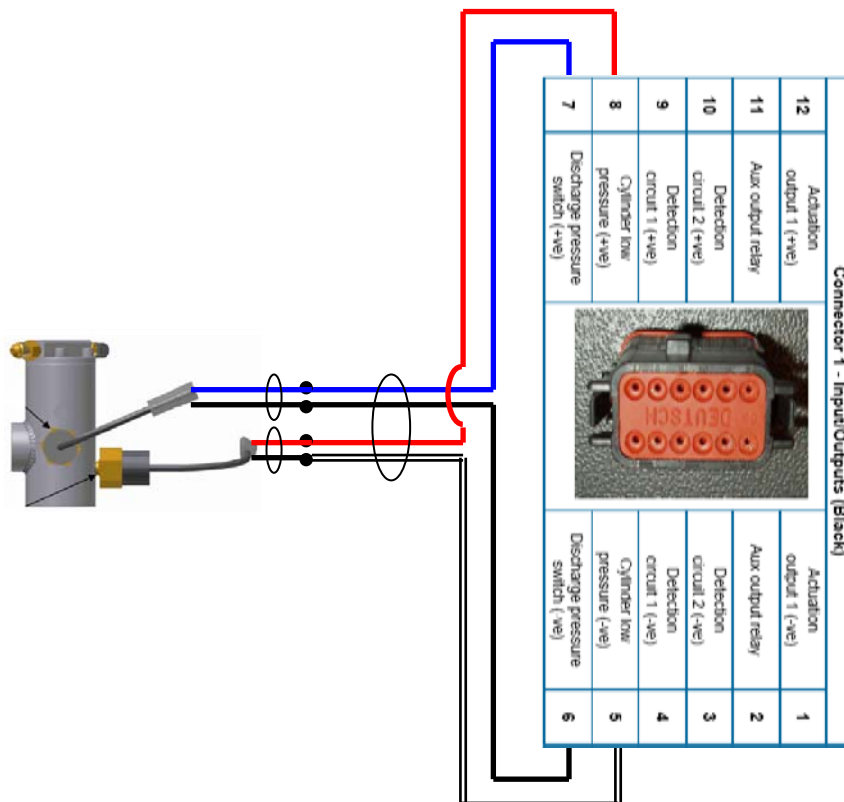 Connector 1 - Input/Outputs (Black)
12
Actuation
output 1 (+ve)
Actuation
output 1 (-ve)
1
11
Aux output relay
Aux output relay
2
10
Detection
circuit 2 (+ve)
Detection
circuit 2 (-ve)
3
9
Detection
circuit 1 (+ve)
Detection
circuit 1 (-ve)
4
8
Cylinder low
pressure (+ve)
Cylinder low
pressure (-ve)
5
7
Discharge pressure
switch (+ve)
Discharge pressure
switch (-ve)
6
DEUTSCH